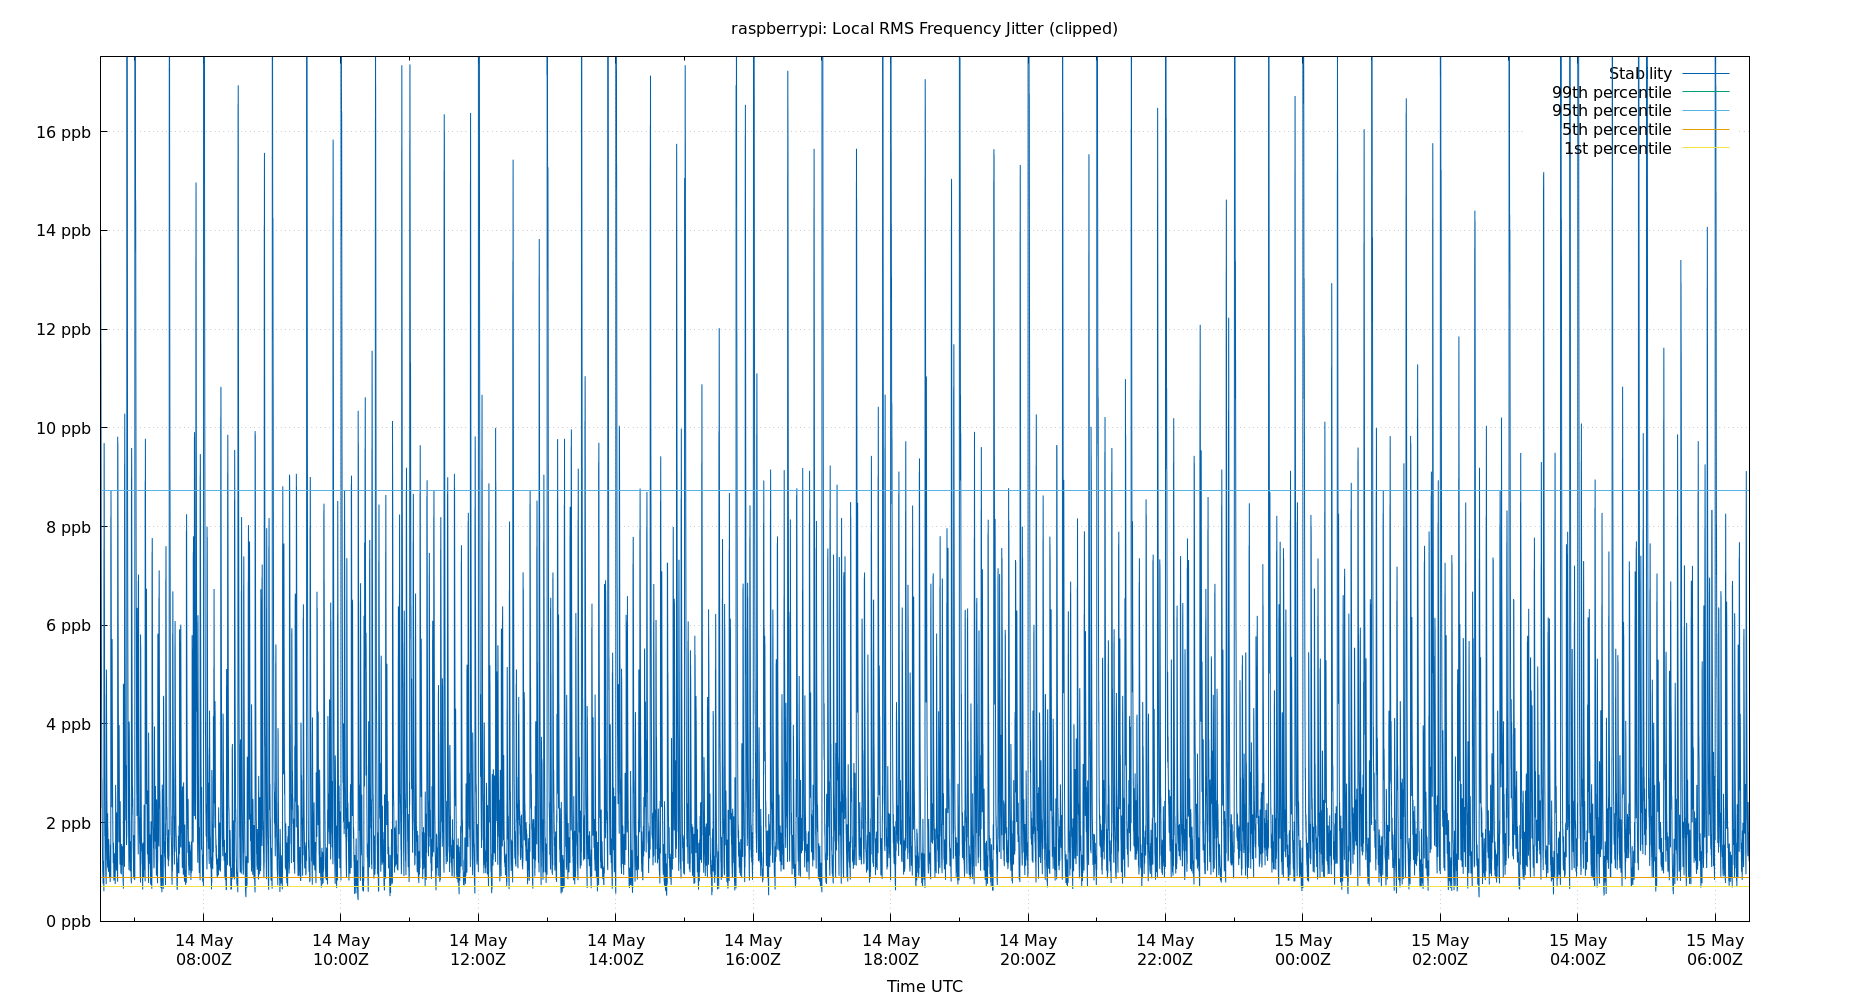 raspberrypi: Local RMS Frequency Jitter (clipped)
Stability
99th percentile
95th percentile
5th percentile
1st percentile
16 ppb
14 ppb
12 ppb
10 ppb
8 ppb
6 ppb
4 ppb
2 ppb
0 ppb
14 May 14 May 14 May 14 May 14 May 14 May 14 May 14 May 15 May 15 May 15 May 15 May
08:00Z 10:00Z 12:00Z 14:00Z 16:00Z 18:00Z 20:00Z 22:00Z 00:00Z 02:00Z 04:00Z 06:00Z
Time UTC